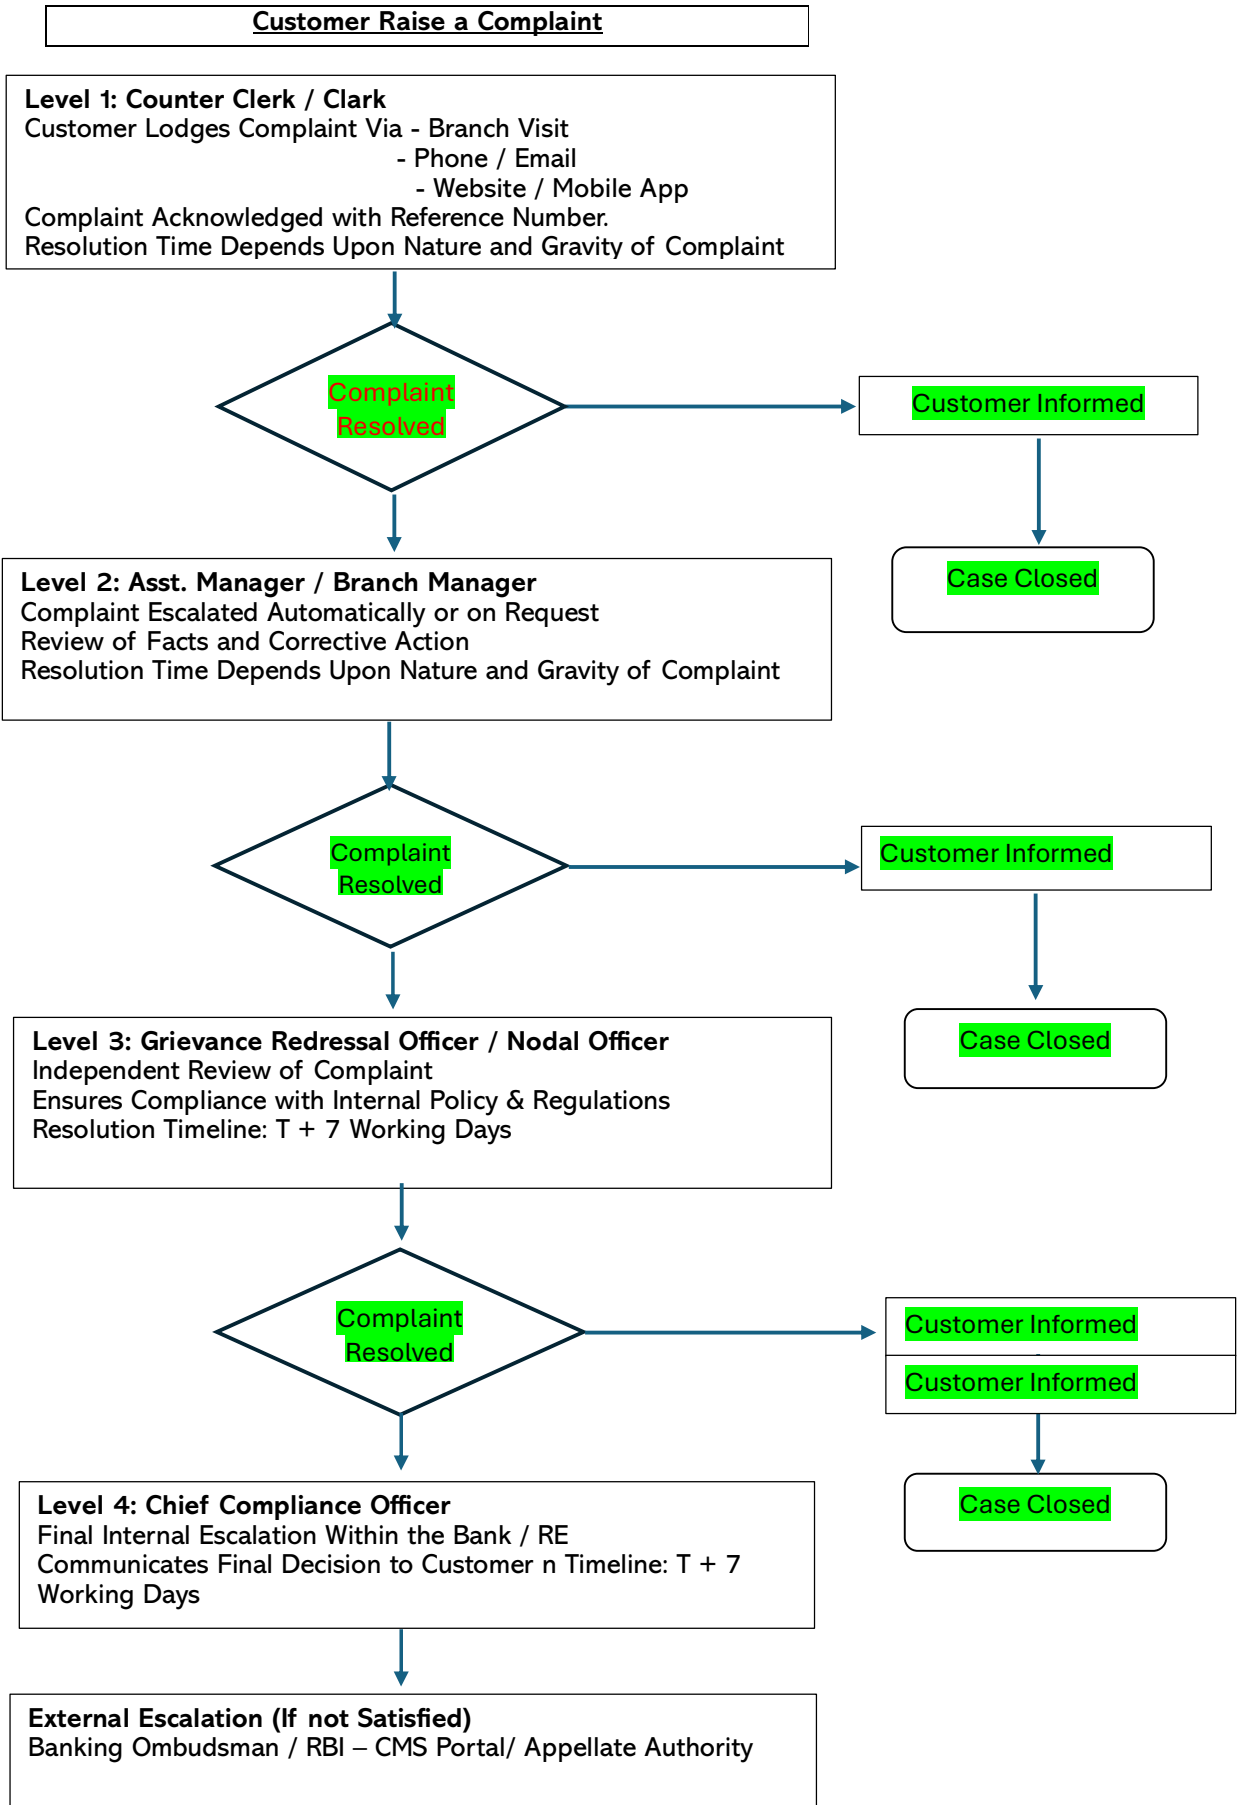 Customer Raise a Complaint
Level 1: Counter Clerk / Clark
Customer Lodges Complaint Via - Branch Visit
- Phone / Email
- Website / Mobile App
Complaint Acknowledged with Reference Number.
Resolution Time Depends Upon Nature and Gravity of Complaint
Complaint
Resolved
Customer Informed
Case Closed
Level 2: Asst. Manager / Branch Manager
Complaint Escalated Automatically or on Request
Review of Facts and Corrective Action
Resolution Time Depends Upon Nature and Gravity of Complaint
Complaint
Resolved
Customer Informed
Case Closed
Level 3: Grievance Redressal Officer / Nodal Officer
Independent Review of Complaint
Ensures Compliance with Internal Policy & Regulations
Resolution Timeline: T + 7 Working Days
Complaint
Resolved
Customer Informed
Customer Informed
Case Closed
Level 4: Chief Compliance Officer
Final Internal Escalation Within the Bank / RE
Communicates Final Decision to Customer n Timeline: T + 7
Working Days
External Escalation (If not Satisfied)
Banking Ombudsman / RBI – CMS Portal/ Appellate Authority